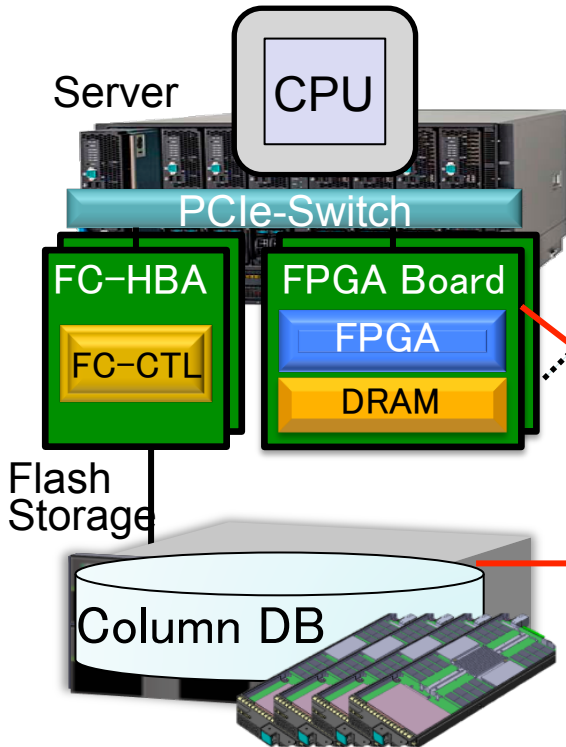 Server
CPU
PCIe-Switch
FC-HBA
FPGA Board
FC-CTL
FPGA
DRAM
Flash
Storage
Column DB